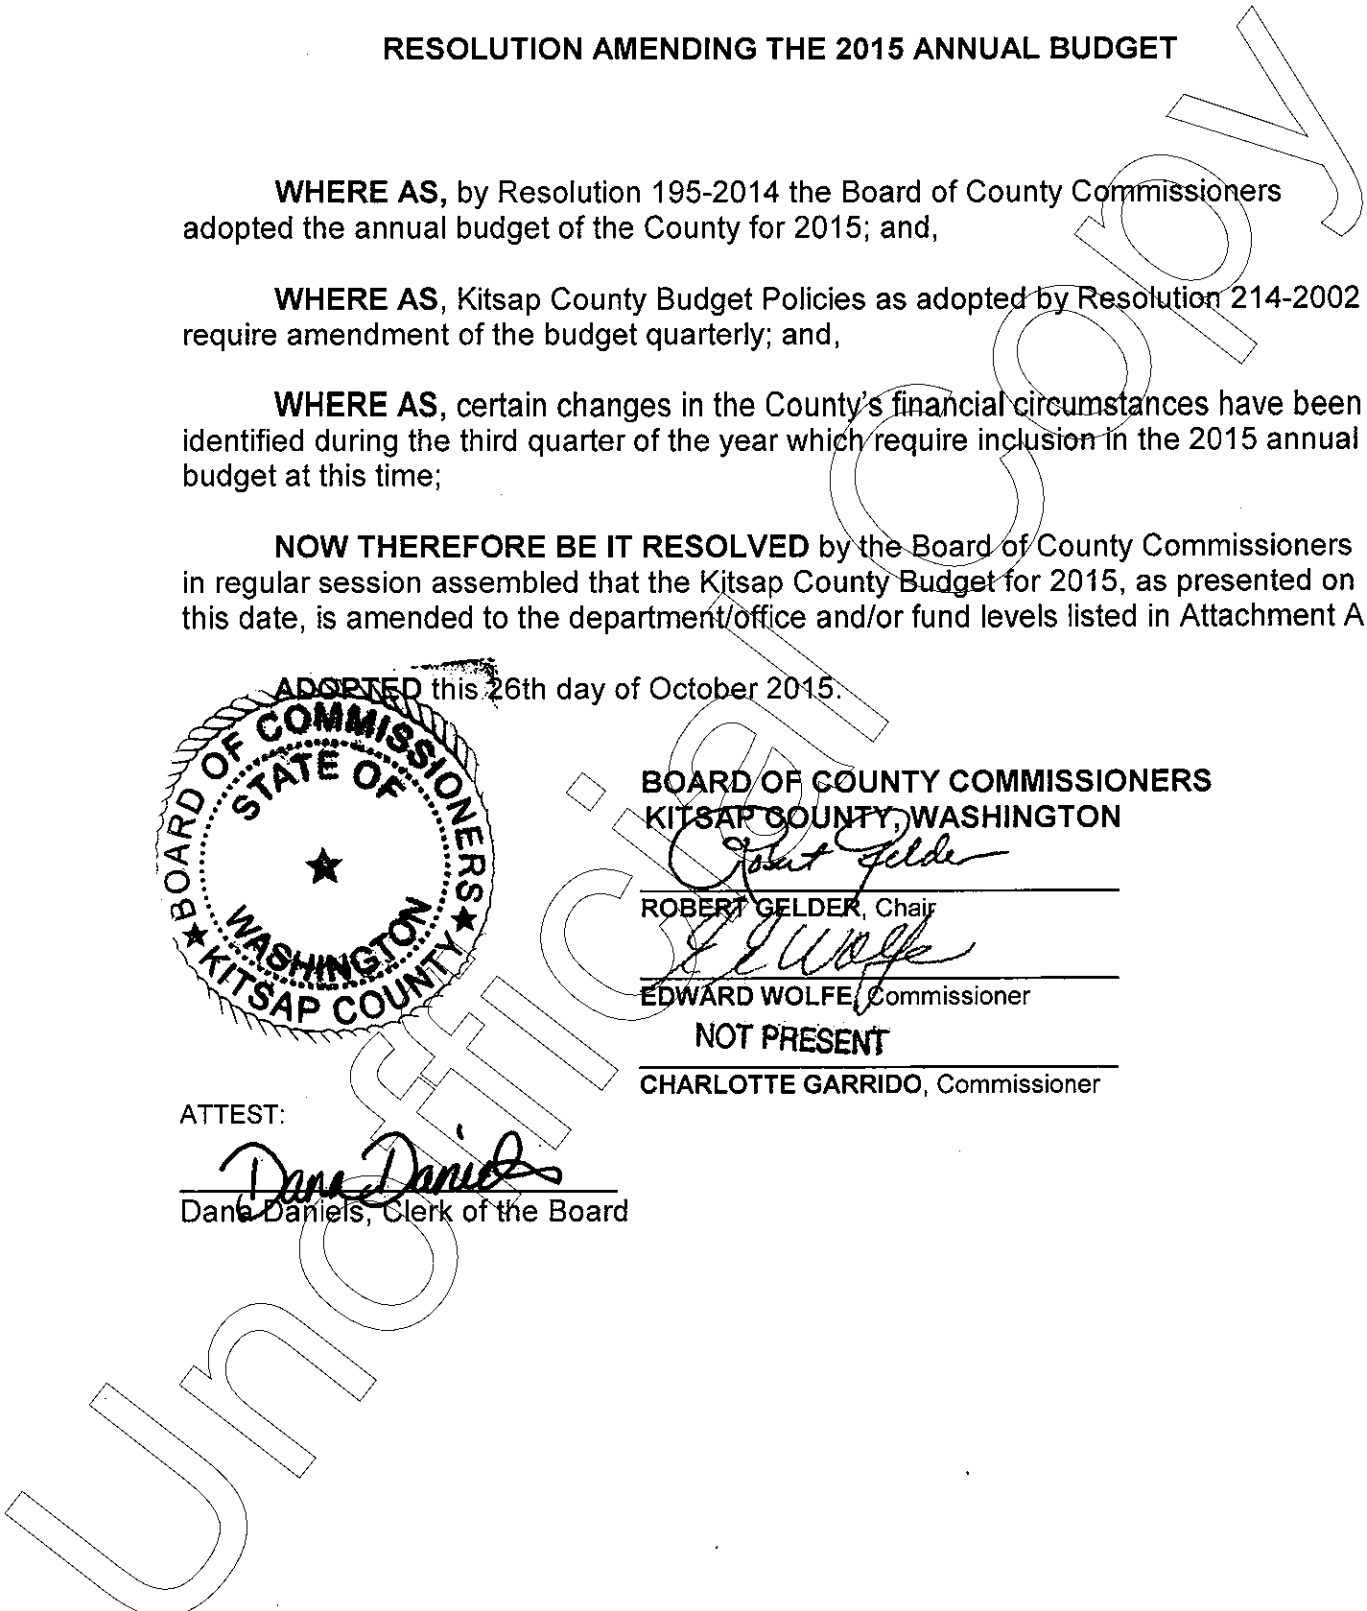 RESOLUTION AMENDING THE 2015 ANNUAL BUDGET
WHERE AS, by Resolution 195-2014 the Board of County Commissioners
adopted the annual budget of the County for 2015; and,
WHERE AS, Kitsap County Budget Policies as adopted by Resolution 214-2002
require amendment of the budget quarterly; and,
WHERE AS, certain changes in the County's financial circumstances have been
identified during the third quarter of the year which require inclusion in the 2015 annual
budget at this time;
NOW THEREFORE BE IT RESOLVED by the Board of County Commissioners
in regular session assembled that the Kitsap County Budget for 2015, as presented on
this date, is amended to the department/office and/or fund levels listed in Attachment A
ADOPTED this 26th day of October 2015.
BOARD OF COMMISSIONERS
STATE OF
WASHINGTON
KITSAP COUNTY
BOARD OF COUNTY COMMISSIONERS
KITSAP COUNTY, WASHINGTON
Robert Gelder
ROBERT GELDER, Chair
E E Wolfe
EDWARD WOLFE, Commissioner
NOT PRESENT
CHARLOTTE GARRIDO, Commissioner
ATTEST:
Dana Daniels
Dana Daniels, Clerk of the Board
Unofficial Copy